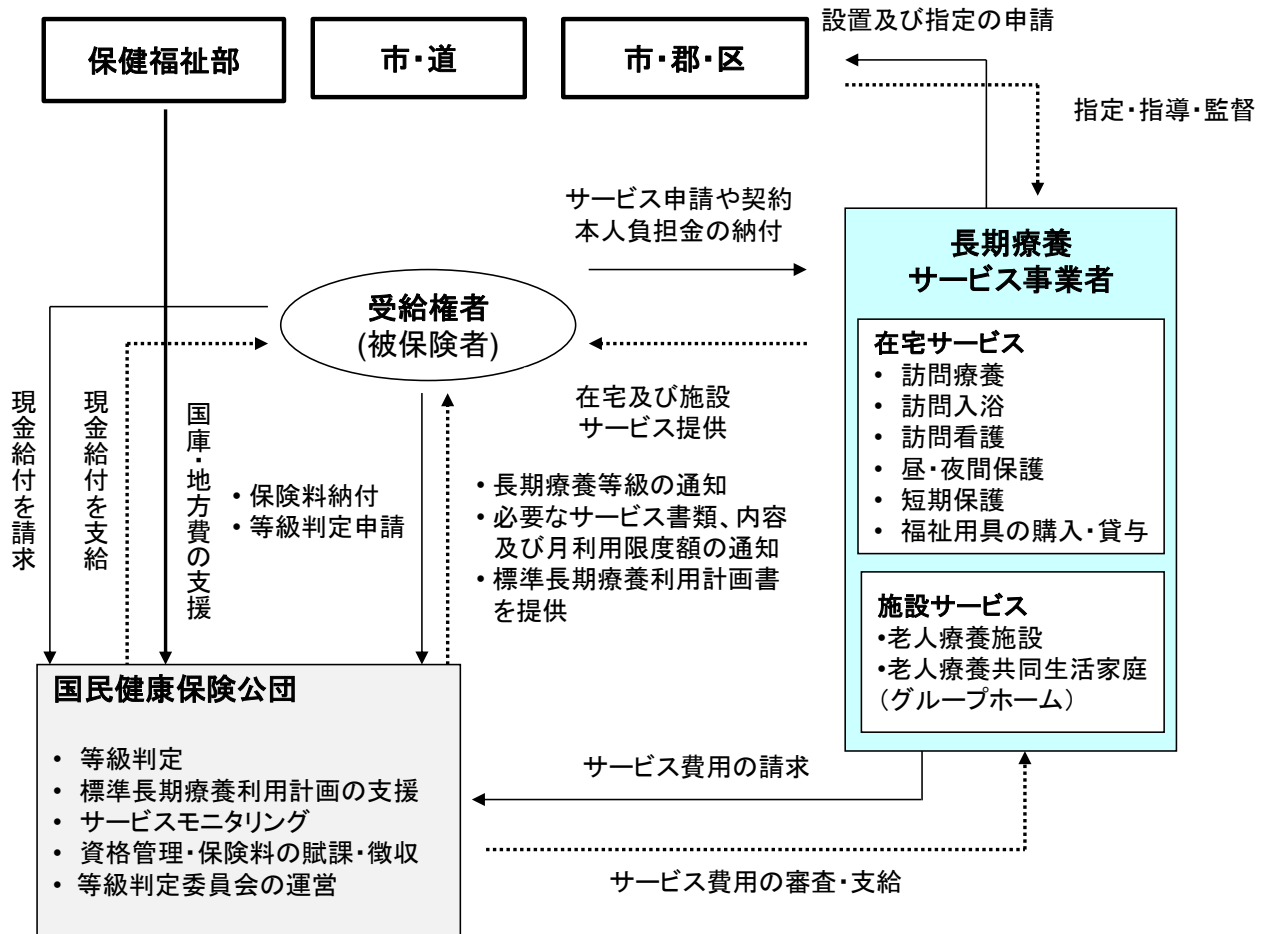 設置及び指定の申請
保健福祉部
市・道
市・郡・区
指定・指導・監督
サービス申請や契約
本人負担金の納付
長期療養
サービス事業者
受給権者
(被保険者)
在宅サービス
• 訪問療養
• 訪問入浴
• 訪問看護
• 昼・夜間保護
• 短期保護
• 福祉用具の購入・貸与
在宅及び施設
サービス提供
現金給付を請求
現金給付を支給
国庫・地方費の支援
• 保険料納付
• 等級判定申請
• 長期療養等級の通知
• 必要なサービス書類、内容
及び月利用限度額の通知
• 標準長期療養利用計画書
を提供
施設サービス
•老人療養施設
•老人療養共同生活家庭
(グループホーム)
国民健康保険公団
• 等級判定
• 標準長期療養利用計画の支援
• サービスモニタリング
• 資格管理・保険料の賦課・徴収
• 等級判定委員会の運営
サービス費用の請求
サービス費用の審査・支給